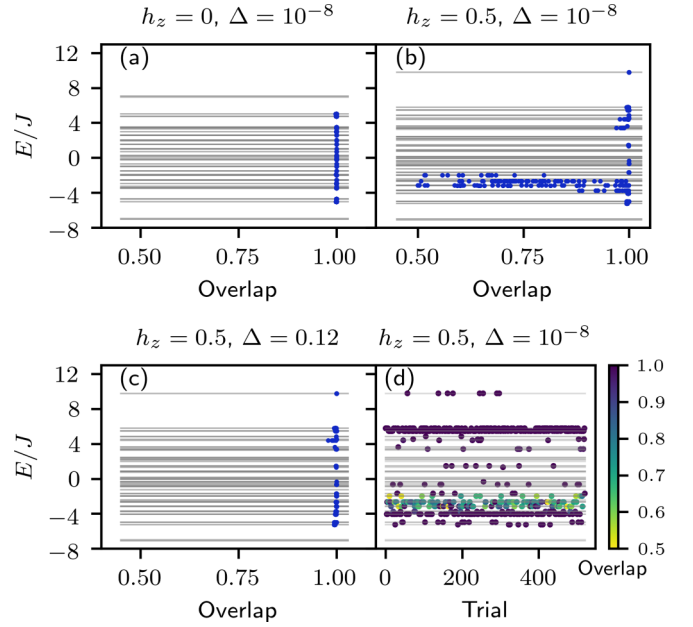 h_z = 0, Δ = 10⁻⁸
h_z = 0.5, Δ = 10⁻⁸
(a)
(b)
E/J
12
8
4
0
−4
−8
0.50 0.75 1.00
0.50 0.75 1.00
Overlap
Overlap
h_z = 0.5, Δ = 0.12
h_z = 0.5, Δ = 10⁻⁸
(c)
(d)
E/J
12
8
4
0
−4
−8
1.0
0.9
0.8
0.7
0.6
0.5
Overlap
0.50 0.75 1.00
0 200 400
Overlap
Trial